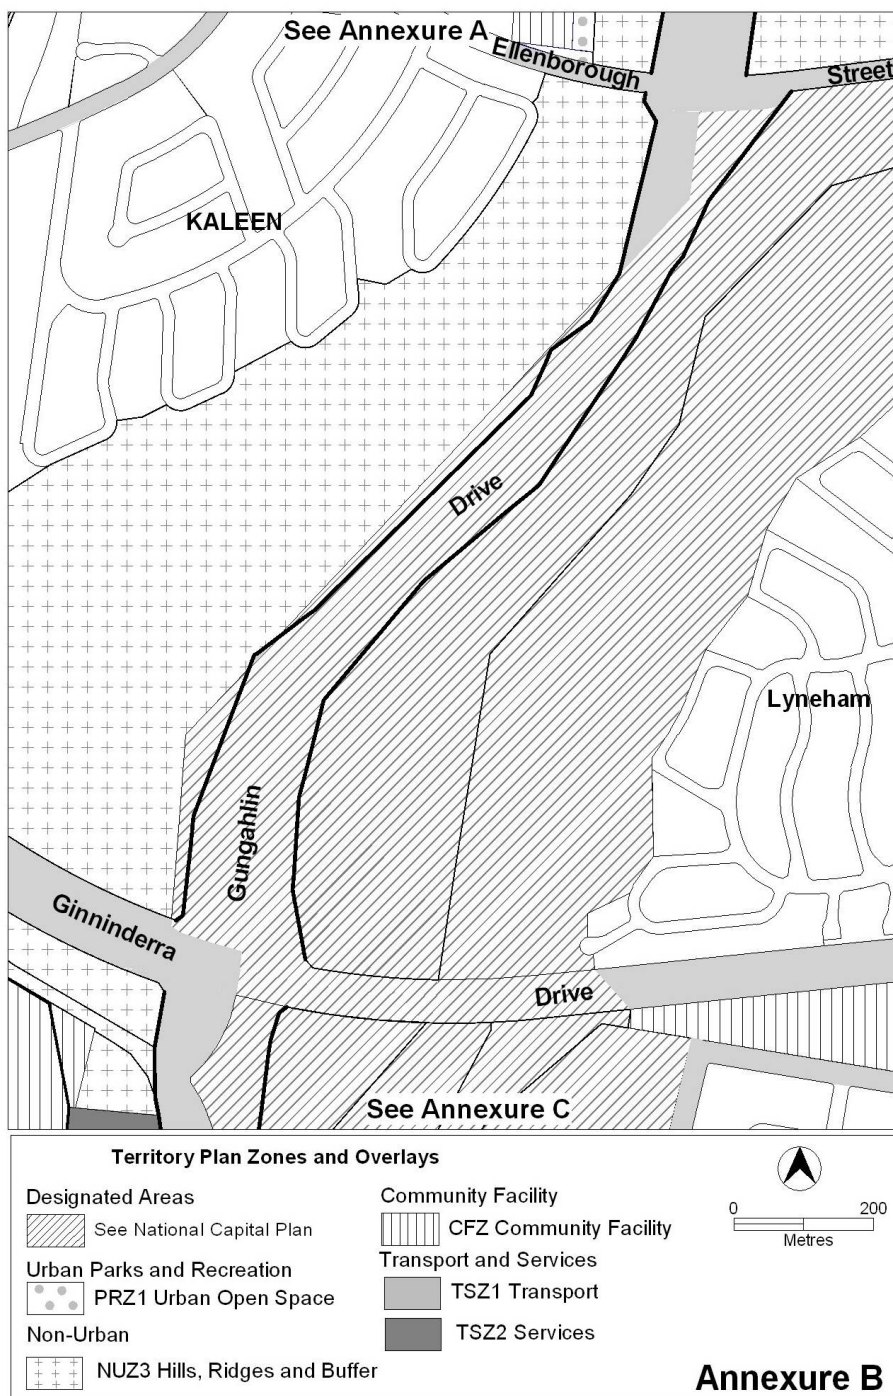 See Annexure A
Ellenborough
Street
KALEEN
Drive
Lyneham
Gungahlin
Ginninderra
Drive
See Annexure C
Territory Plan Zones and Overlays
Designated Areas
See National Capital Plan
Urban Parks and Recreation
PRZ1 Urban Open Space
Non-Urban
NUZ3 Hills, Ridges and Buffer
Community Facility
CFZ Community Facility
Transport and Services
TSZ1 Transport
TSZ2 Services
0 200
Metres
Annexure B